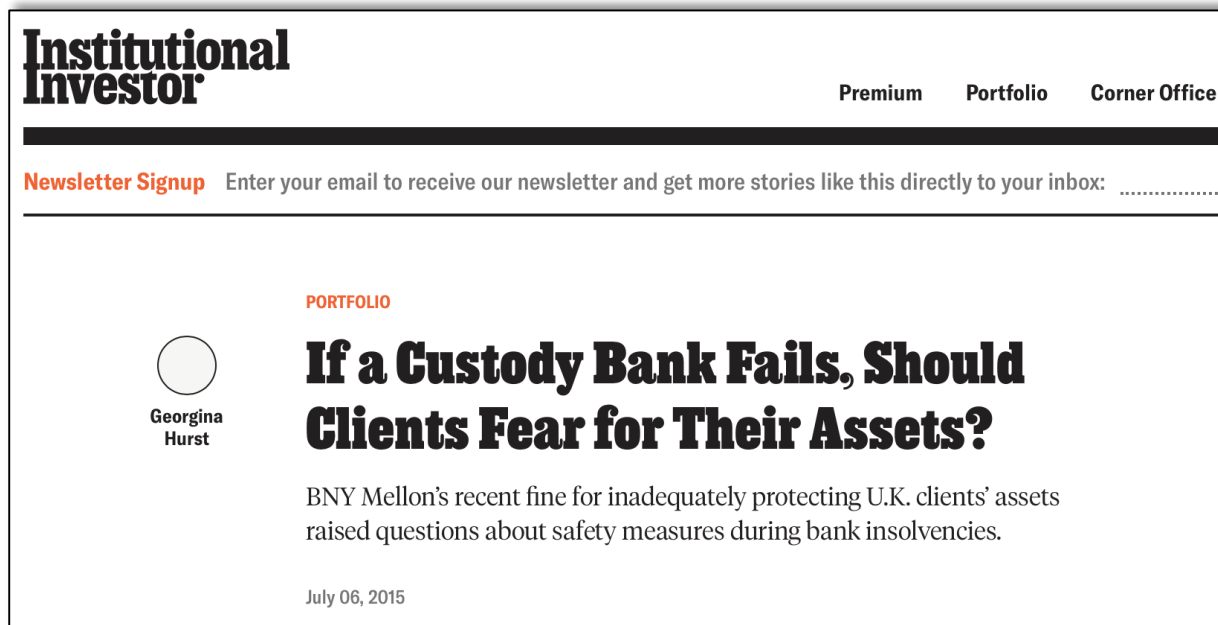 Institutional
Investor
Premium Portfolio Corner Office
Newsletter Signup Enter your email to receive our newsletter and get more stories like this directly to your inbox:
PORTFOLIO
If a Custody Bank Fails, Should
Clients Fear for Their Assets?
Georgina
Hurst
BNY Mellon’s recent fine for inadequately protecting U.K. clients’ assets
raised questions about safety measures during bank insolvencies.
July 06, 2015